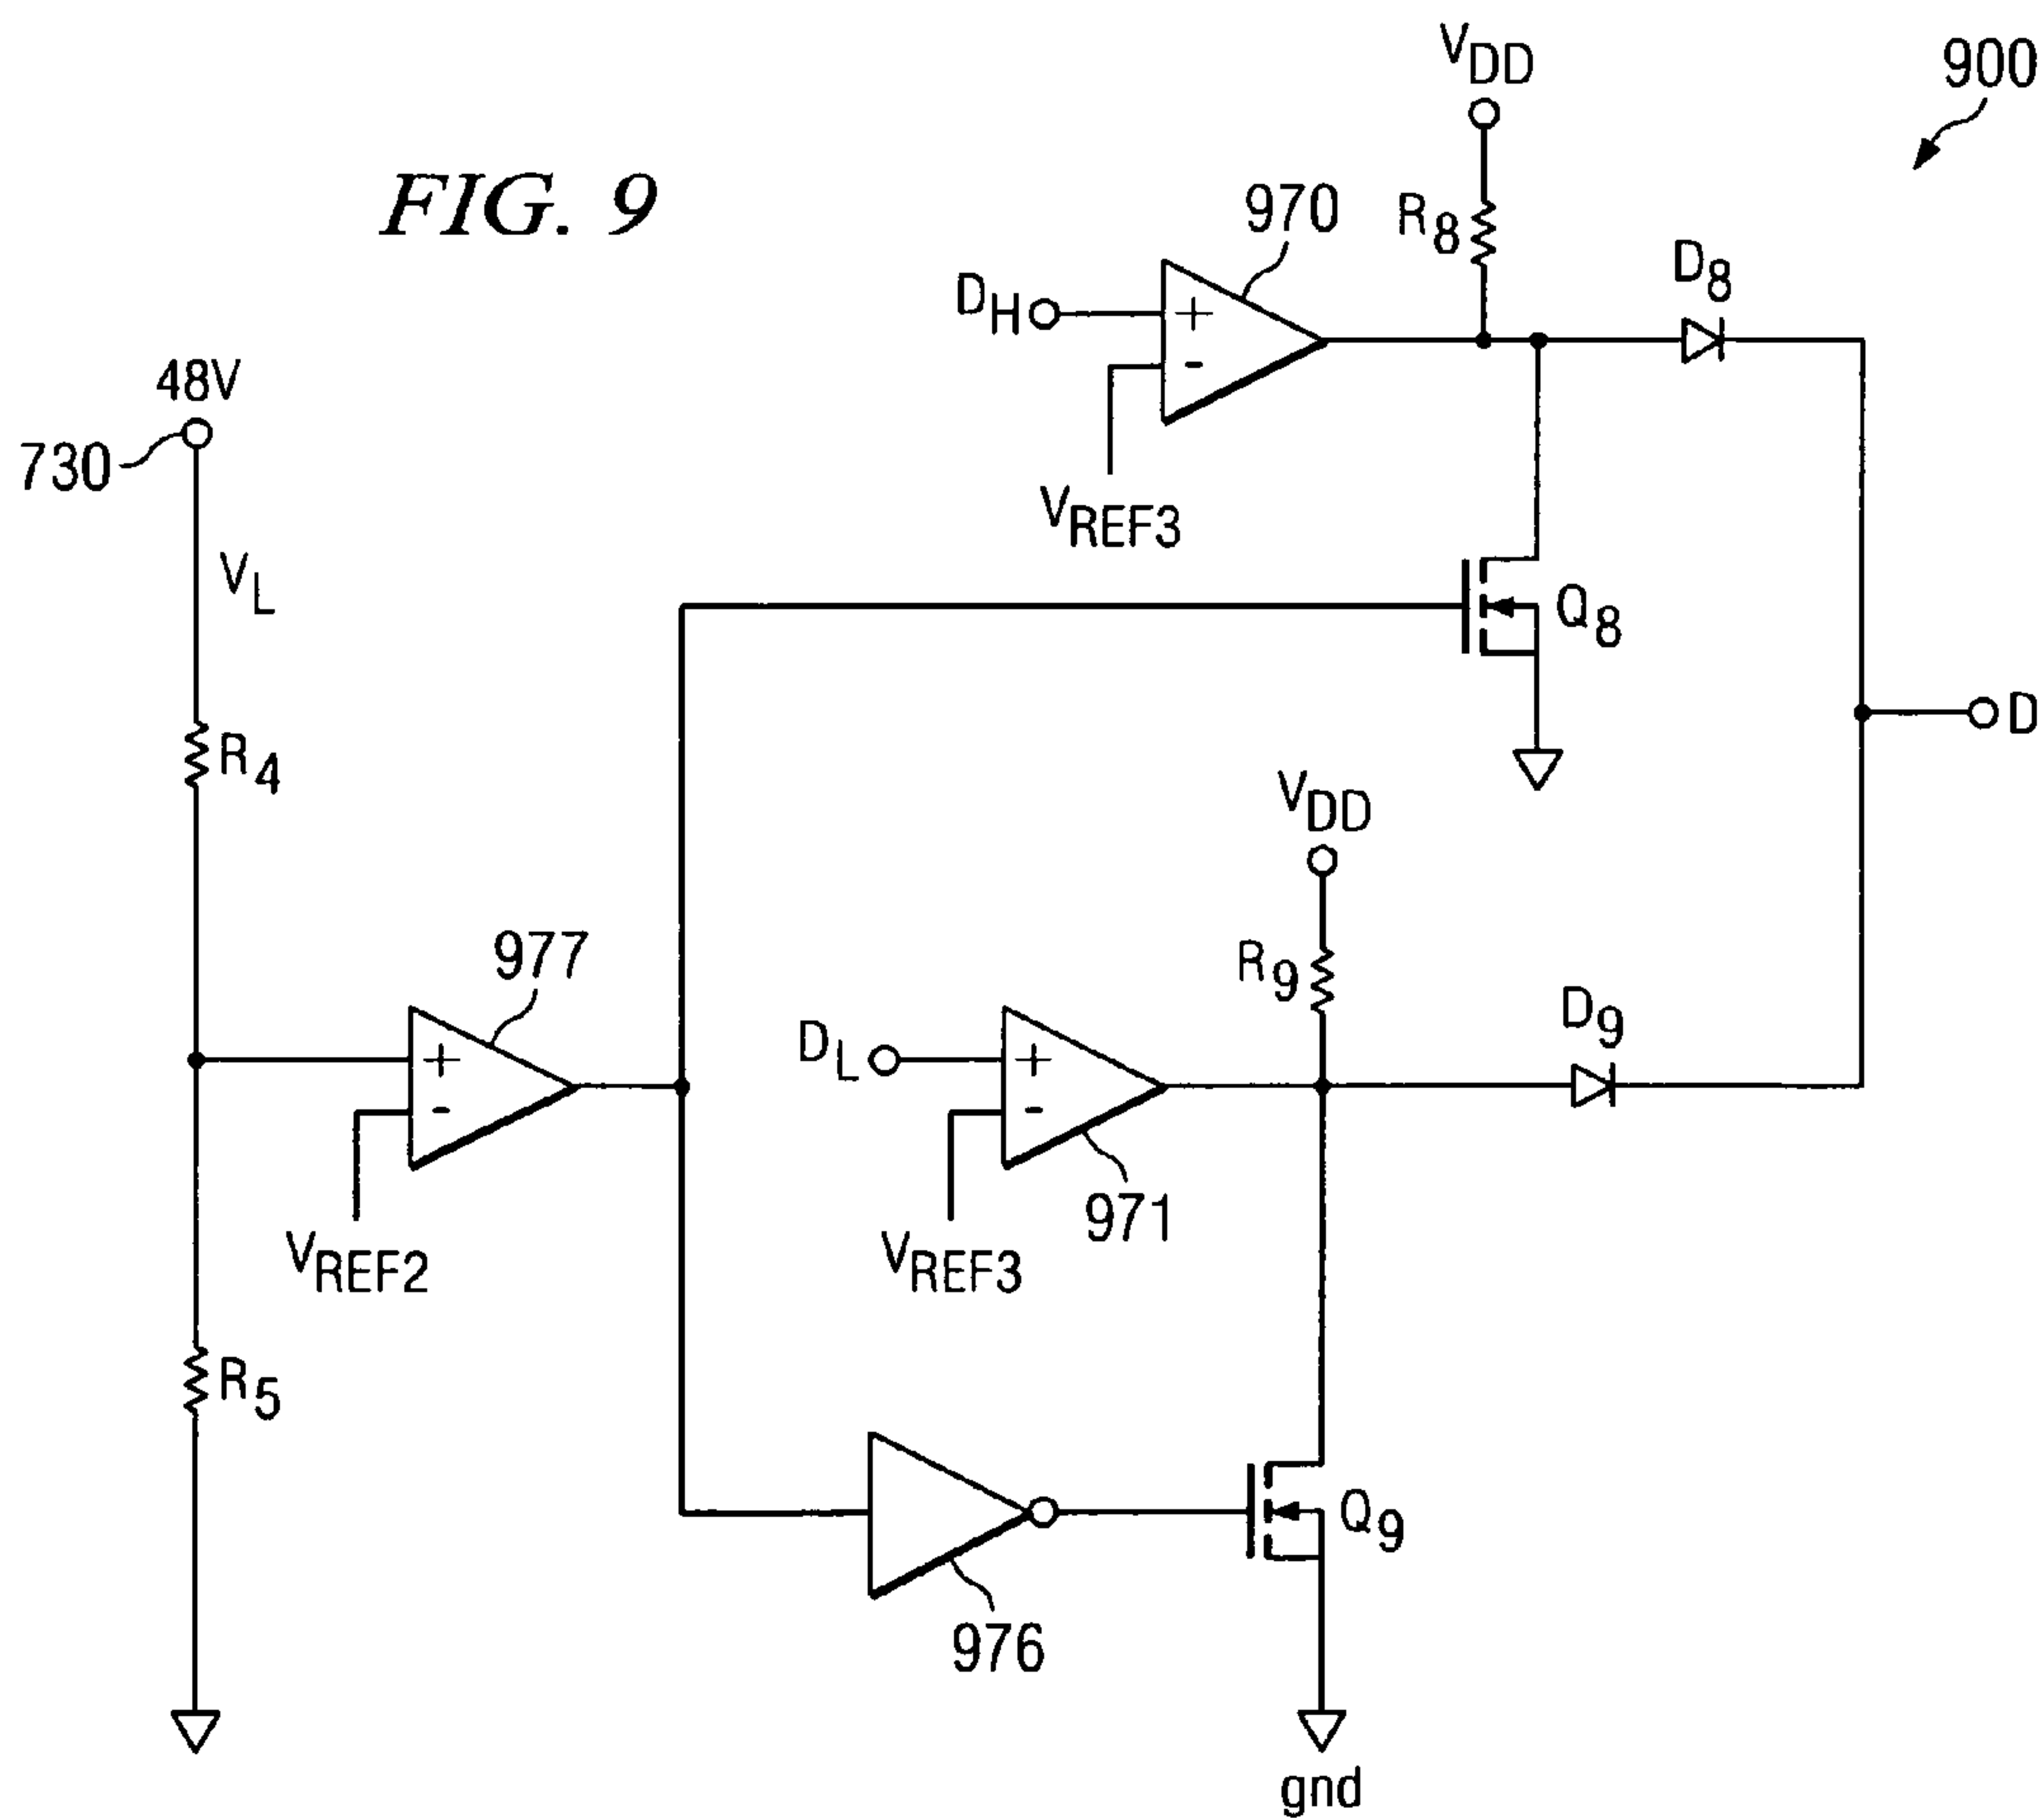 FIG. 9
900
V_DD
970
R_8
D_8
D_H
+
-
V_REF3
48V
730
V_L
Q_8
R_4
D
V_DD
977
R_9
D_9
D_L
+
-
+
-
971
V_REF2
V_REF3
R_5
Q_9
976
gnd